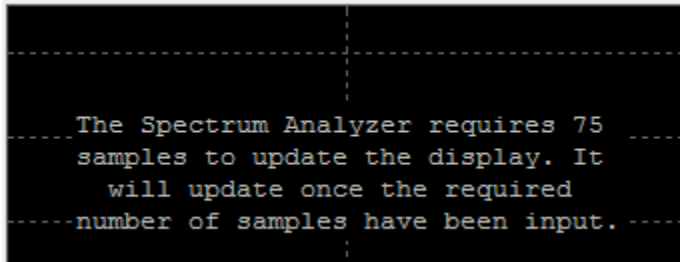 The Spectrum Analyzer requires 75
samples to update the display. It
will update once the required
number of samples have been input.